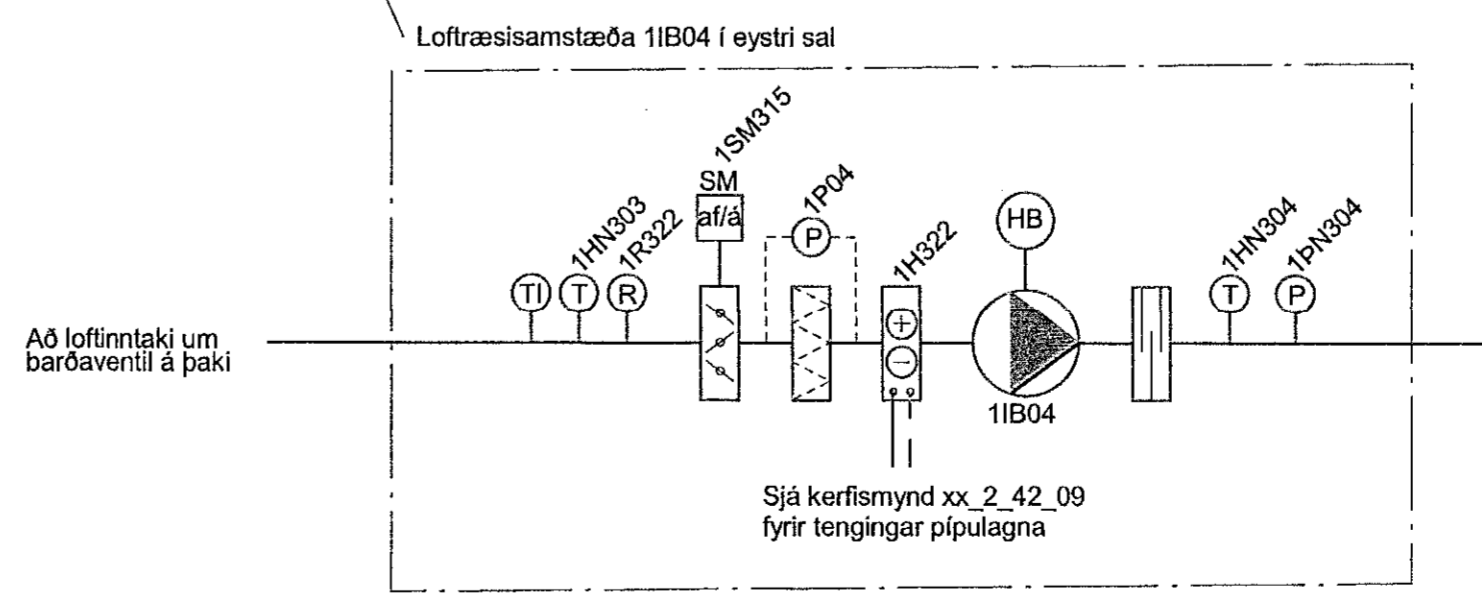 Loftræsisamstæða 1IB04 í eystri sal
1SM315
SM
af/á
1P04
P
1HN303
1R322
TI
T
R
1H322
HB
1HN304
1ÞN304
T
P
Að loftinntaki um
barðaventil á þaki
1IB04
Sjá kerfismynd xx_2_42_09
fyrir tengingar pípulagna